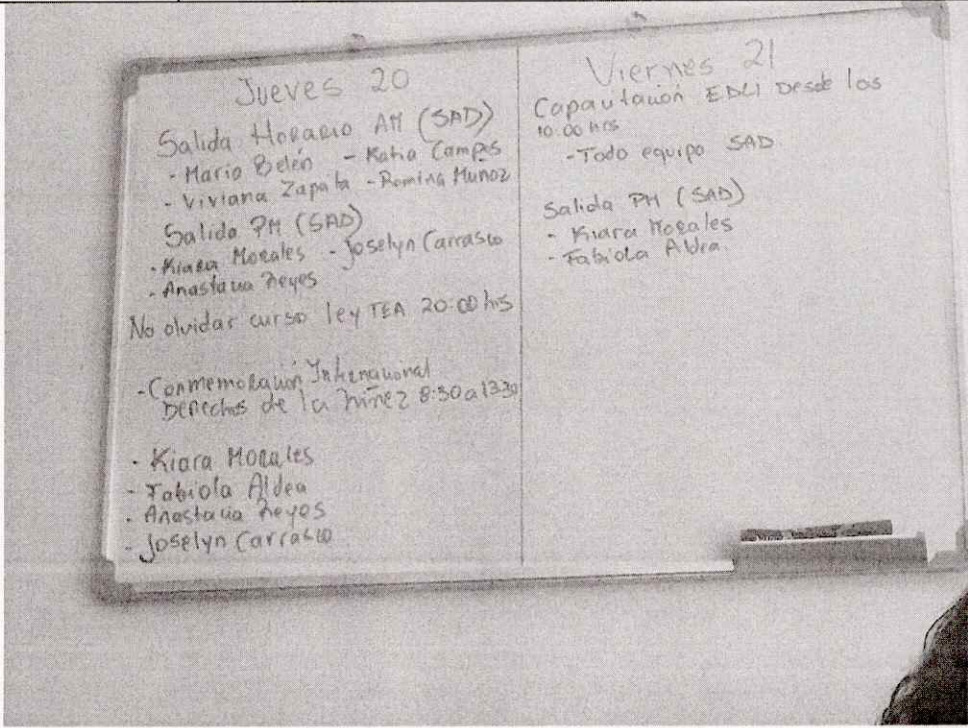 Jueves 20
Salida Horario AM (SAD)
- Mario Belén - Katia Campos
- Viviana Zapata - Romina Muñoz
Salida PM (SAD)
- Kiara Morales - Joselyn Carrasco
- Anastacia Reyes
No olvidar curso ley TEA 20:00 hrs
- Conmemoración Internacional
Derechos de la niñez 8:30 a 13:30
- Kiara Morales
- Fabiola Aldea
- Anastacia Reyes
- Joselyn Carrasco
Viernes 21
Capacitación EDLI Desde las
10:00 hrs
- Todo equipo SAD
Salida PM (SAD)
- Kiara Morales
- Fabiola Aldea.